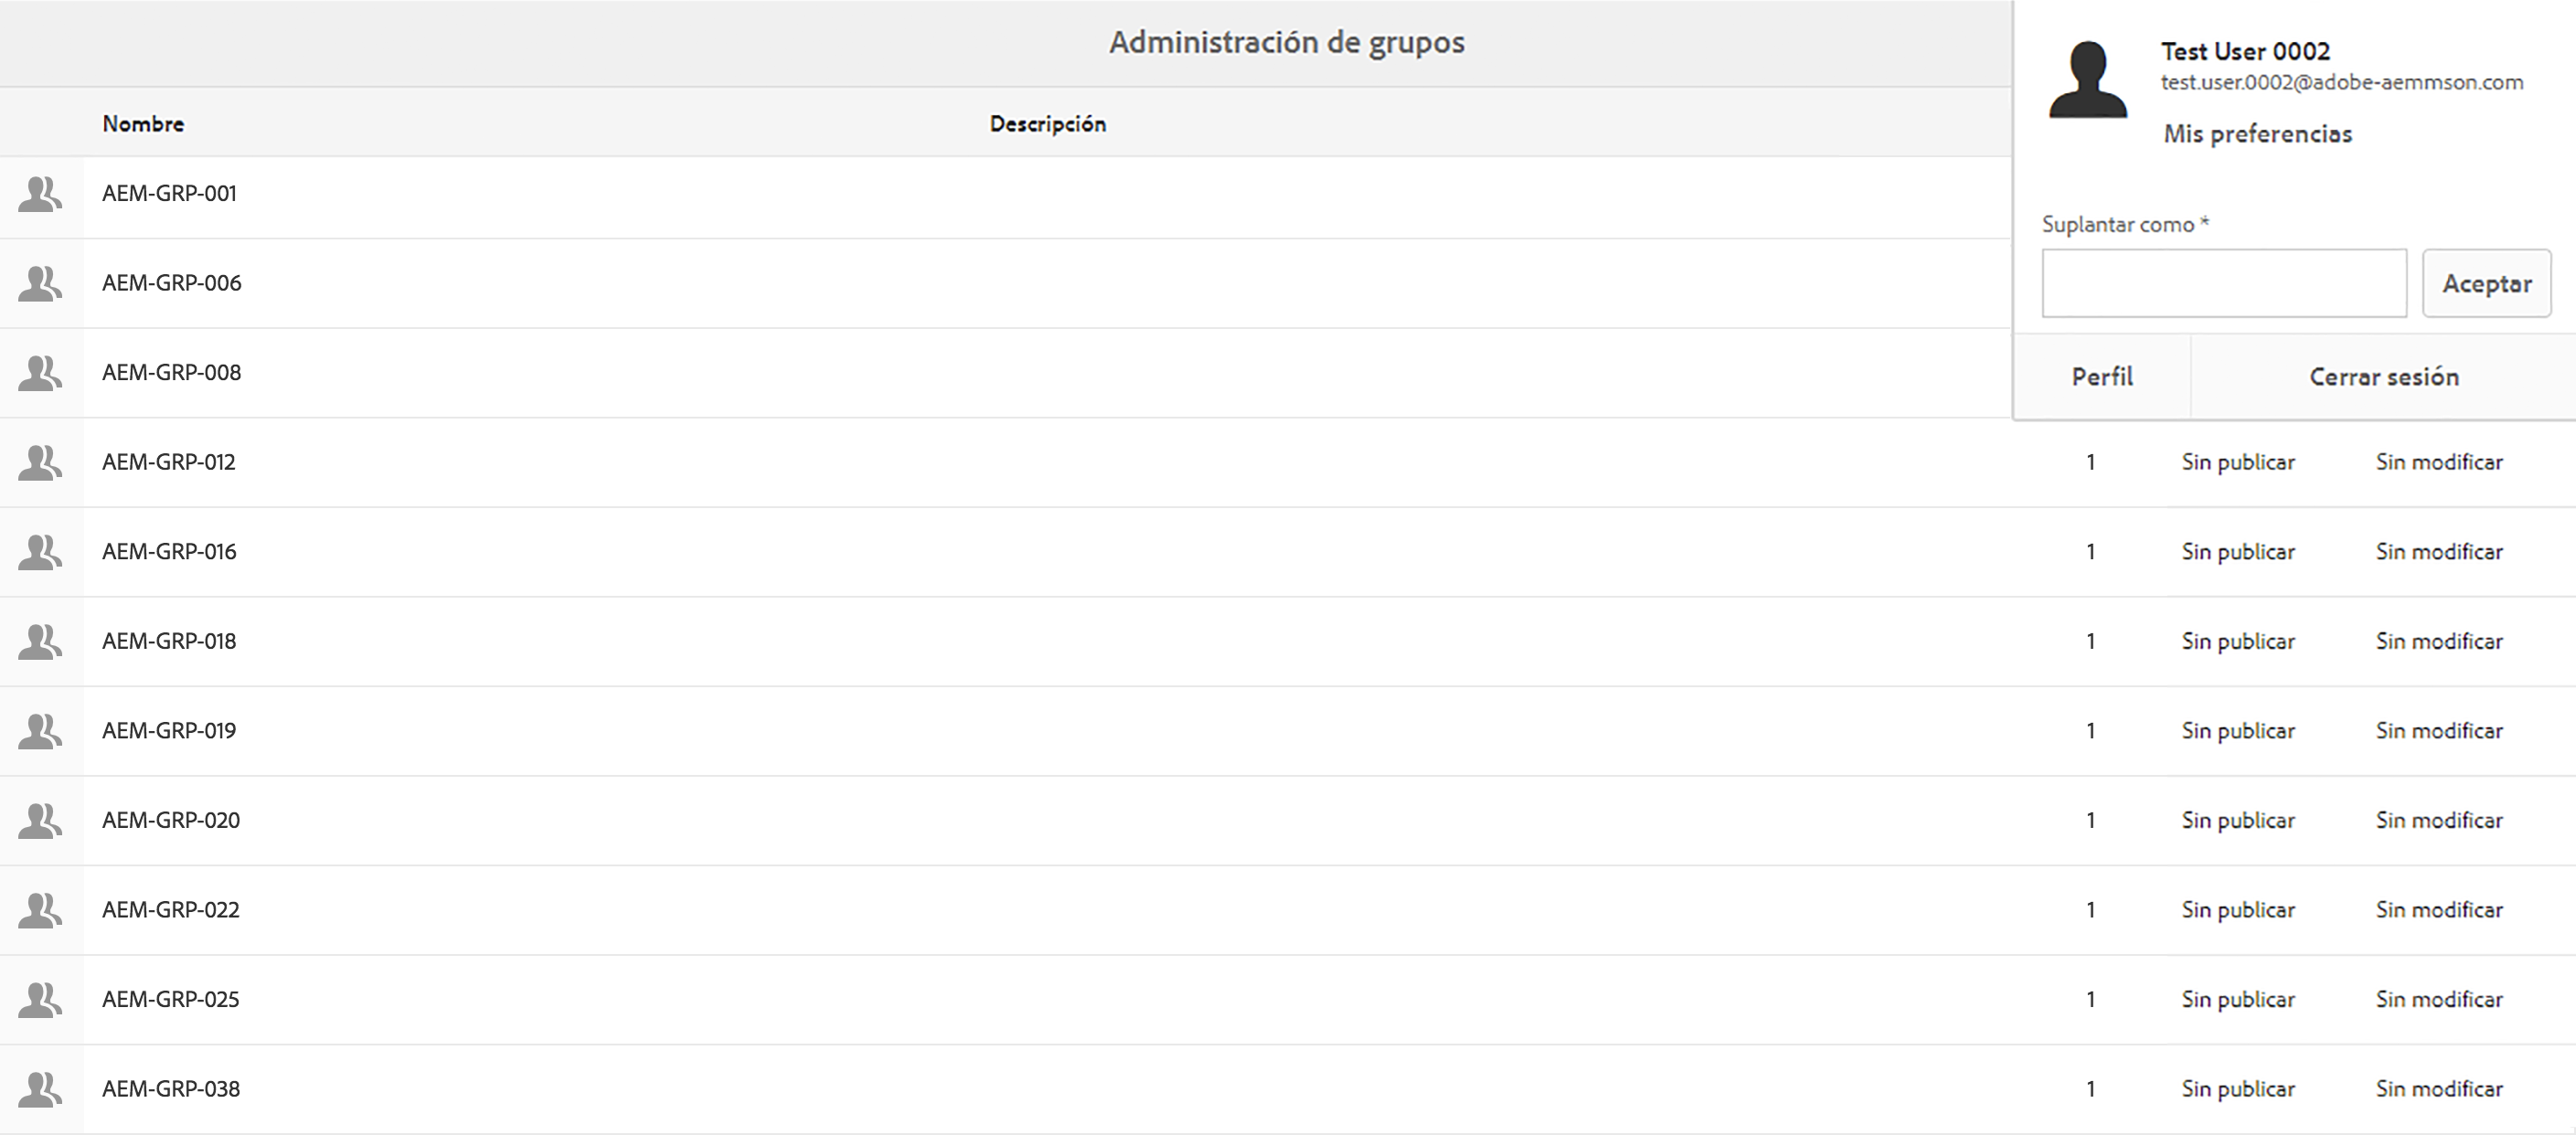 Administración de grupos
Test User 0002
test.user.0002@adobe-aemmson.com
Mis preferencias
Nombre Descripción
AEM-GRP-001
Suplantar como *
AEM-GRP-006
Aceptar
AEM-GRP-008
Perfil Cerrar sesión
AEM-GRP-012 1 Sin publicar Sin modificar
AEM-GRP-016 1 Sin publicar Sin modificar
AEM-GRP-018 1 Sin publicar Sin modificar
AEM-GRP-019 1 Sin publicar Sin modificar
AEM-GRP-020 1 Sin publicar Sin modificar
AEM-GRP-022 1 Sin publicar Sin modificar
AEM-GRP-025 1 Sin publicar Sin modificar
AEM-GRP-038 1 Sin publicar Sin modificar